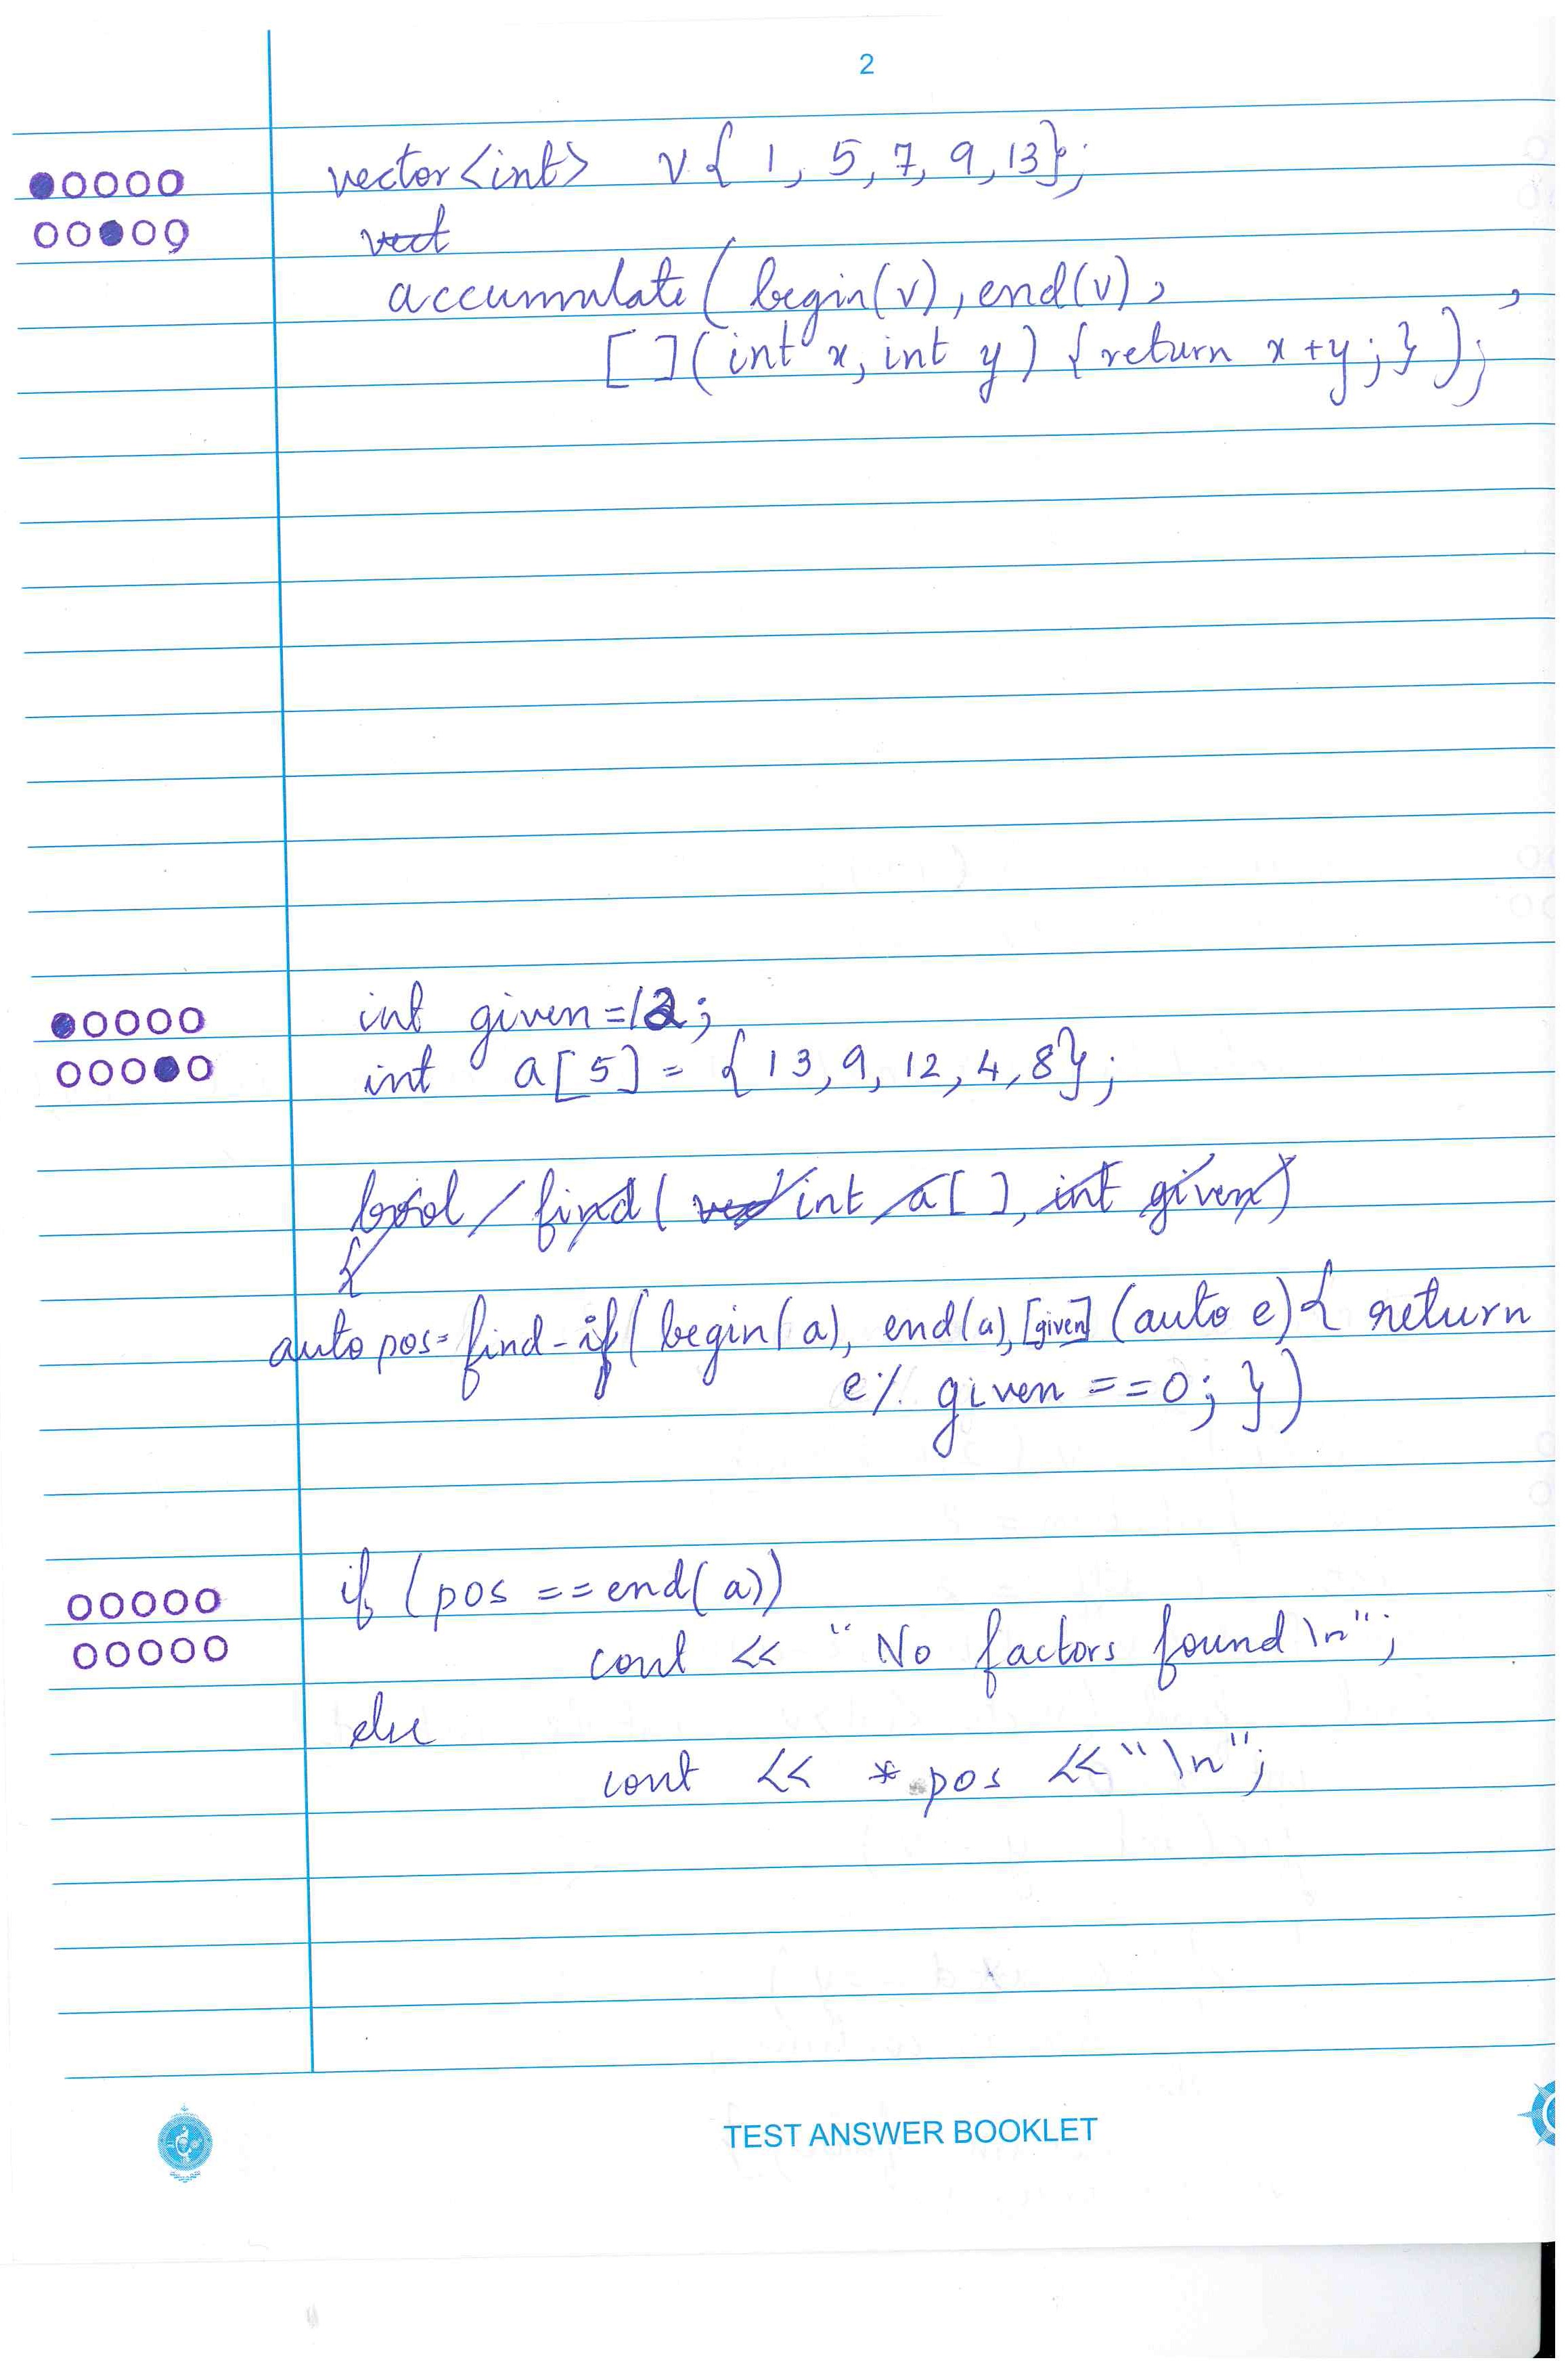 2
vector<int> v{ 1, 5, 7, 9, 13};
vect
accumulate( begin(v), end(v),
[ ](int x, int y) {return x+y;} );
int given=12;
int a[5] = {13, 9, 12, 4, 8};
bool find( int a[ ], int given)
{
auto pos=find-if( begin(a), end(a), [given] (auto e){ return
e% given ==0; })
if (pos ==end(a))
cout << "No factors found\n";
else
cout << *pos <<"\n";
TEST ANSWER BOOKLET